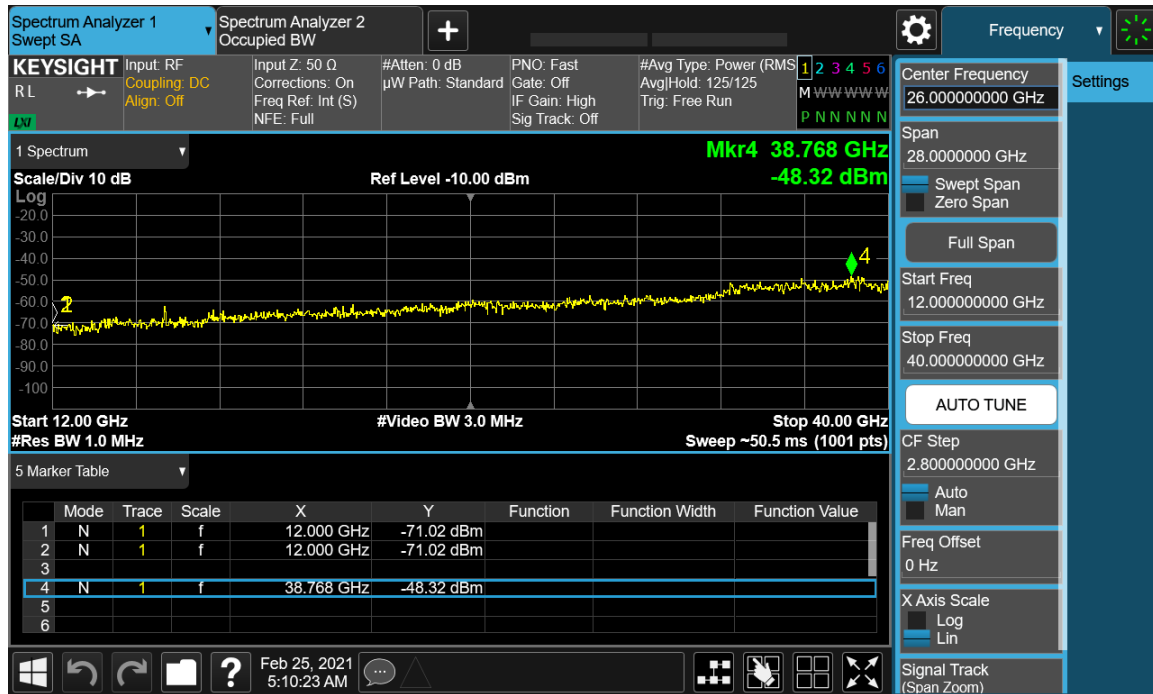 Spectrum Analyzer 1
Swept SA
Spectrum Analyzer 2
Occupied BW
+
Frequency
KEYSIGHT
R L
LXI
Input: RF
Coupling: DC
Align: Off
Input Z: 50 Ω
Corrections: On
Freq Ref: Int (S)
NFE: Full
#Atten: 0 dB
µW Path: Standard
PNO: Fast
Gate: Off
IF Gain: High
Sig Track: Off
#Avg Type: Power (RMS
Avg|Hold: 125/125
Trig: Free Run
1 2 3 4 5 6
M W W W W W
P N N N N N
1 Spectrum
Scale/Div 10 dB
Ref Level -10.00 dBm
Mkr4 38.768 GHz
-48.32 dBm
Log
-20.0
-30.0
-40.0
-50.0
-60.0
-70.0
-80.0
-90.0
-100
2
4
Start 12.00 GHz
#Video BW 3.0 MHz
Stop 40.00 GHz
#Res BW 1.0 MHz
Sweep ~50.5 ms (1001 pts)
5 Marker Table
Mode Trace Scale X Y Function Function Width Function Value
1 N 1 f 12.000 GHz -71.02 dBm
2 N 1 f 12.000 GHz -71.02 dBm
3
4 N 1 f 38.768 GHz -48.32 dBm
5
6
?
Feb 25, 2021
5:10:23 AM
Center Frequency
26.000000000 GHz
Span
28.0000000 GHz
Swept Span
Zero Span
Full Span
Start Freq
12.000000000 GHz
Stop Freq
40.000000000 GHz
AUTO TUNE
CF Step
2.800000000 GHz
Auto
Man
Freq Offset
0 Hz
X Axis Scale
Log
Lin
Signal Track
(Span Zoom)
Settings